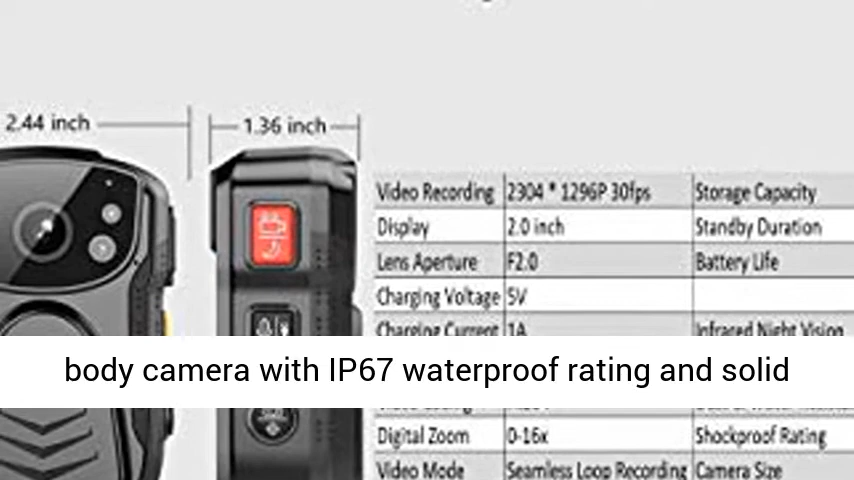 2.44 inch
1.36 inch
Video Recording 2304 * 1296P 30fps Storage Capacity
Display 2.0 inch Standby Duration
Lens Aperture F2.0 Battery Life
Charging Voltage 5V
Charging Current 1A Infrared Night Vision
body camera with IP67 waterproof rating and solid
Digital Zoom 0-16x Shockproof Rating
Video Mode Seamless Loop Recording Camera Size